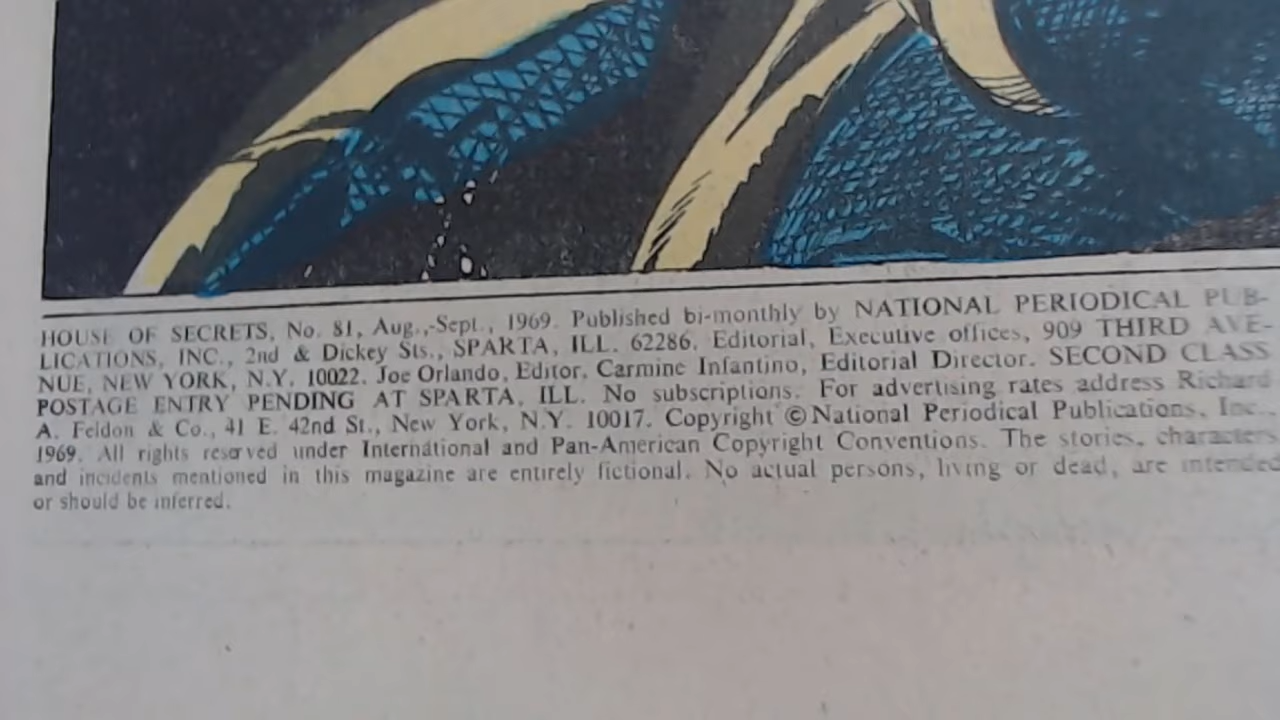 HOUSE OF SECRETS, No. 81, Aug.,-Sept., 1969. Published bi-monthly by NATIONAL PERIODICAL PUB-
LICATIONS, INC., 2nd & Dickey Sts., SPARTA, ILL. 62286. Editorial, Executive offices, 909 THIRD AVE-
NUE, NEW YORK, N.Y. 10022. Joe Orlando, Editor. Carmine Infantino, Editorial Director. SECOND CLASS
POSTAGE ENTRY PENDING AT SPARTA, ILL. No subscriptions. For advertising rates address Richard
A. Feldon & Co., 41 E. 42nd St., New York, N.Y. 10017. Copyright © National Periodical Publications, Inc.,
1969. All rights reserved under International and Pan-American Copyright Conventions. The stories, characters
and incidents mentioned in this magazine are entirely fictional. No actual persons, living or dead, are intended
or should be inferred.